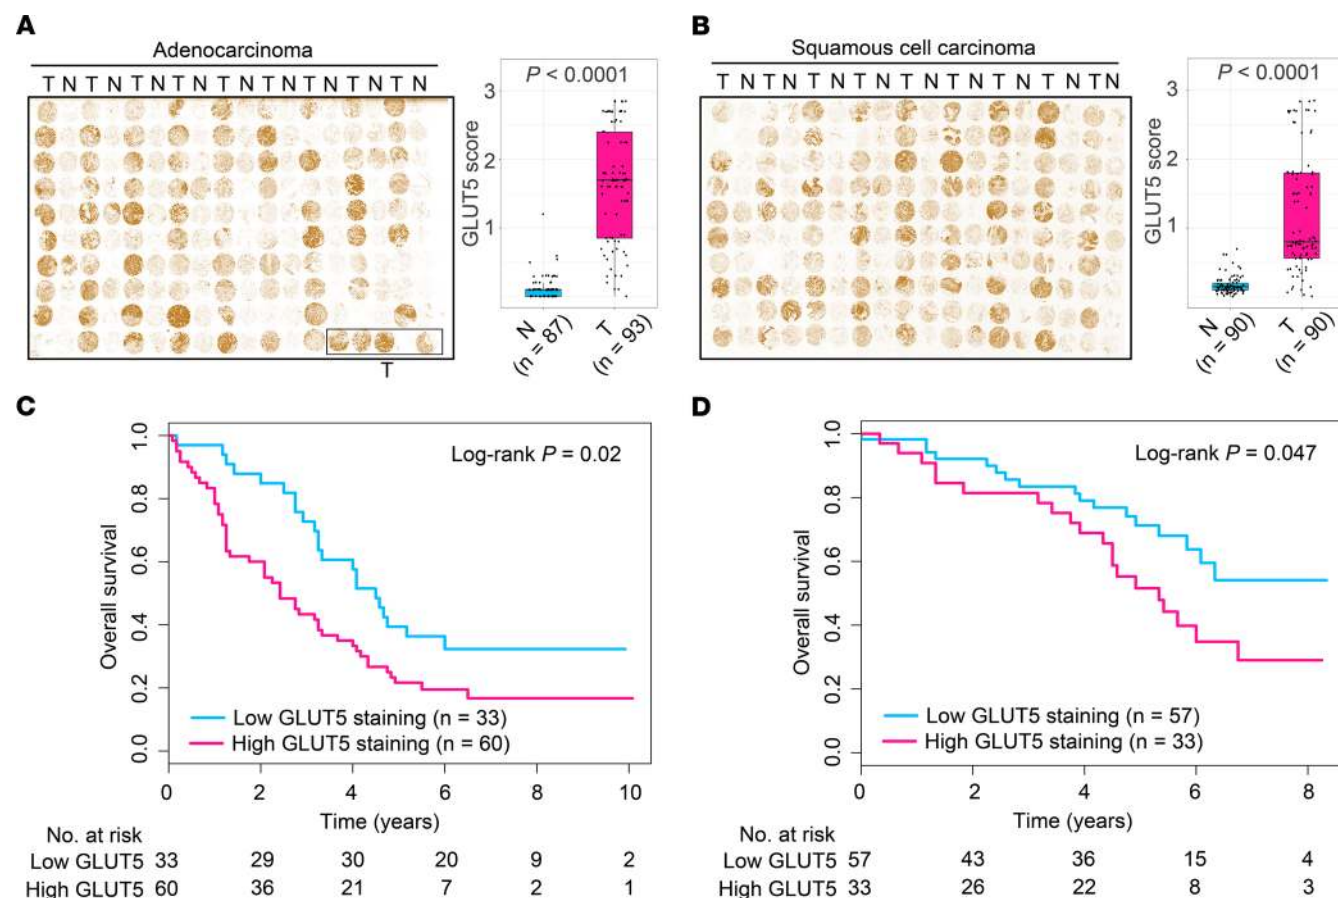 A
Adenocarcinoma
T N T N T N T N T N T N T N T N T N
T
P < 0.0001
GLUT5 score
3
2
1
N (n = 87)
T (n = 93)
B
Squamous cell carcinoma
T N T N T N T N T N T N T N T N T N
P < 0.0001
GLUT5 score
3
2
1
N (n = 90)
T (n = 90)
C
Log-rank P = 0.02
Overall survival
1.0
0.8
0.6
0.4
0.2
0.0
Low GLUT5 staining (n = 33)
High GLUT5 staining (n = 60)
0 2 4 6 8 10
Time (years)
No. at risk
Low GLUT5 33 29 30 20 9 2
High GLUT5 60 36 21 7 2 1
D
Log-rank P = 0.047
Overall survival
1.0
0.8
0.6
0.4
0.2
0.0
Low GLUT5 staining (n = 57)
High GLUT5 staining (n = 33)
0 2 4 6 8
Time (years)
No. at risk
Low GLUT5 57 43 36 15 4
High GLUT5 33 26 22 8 3